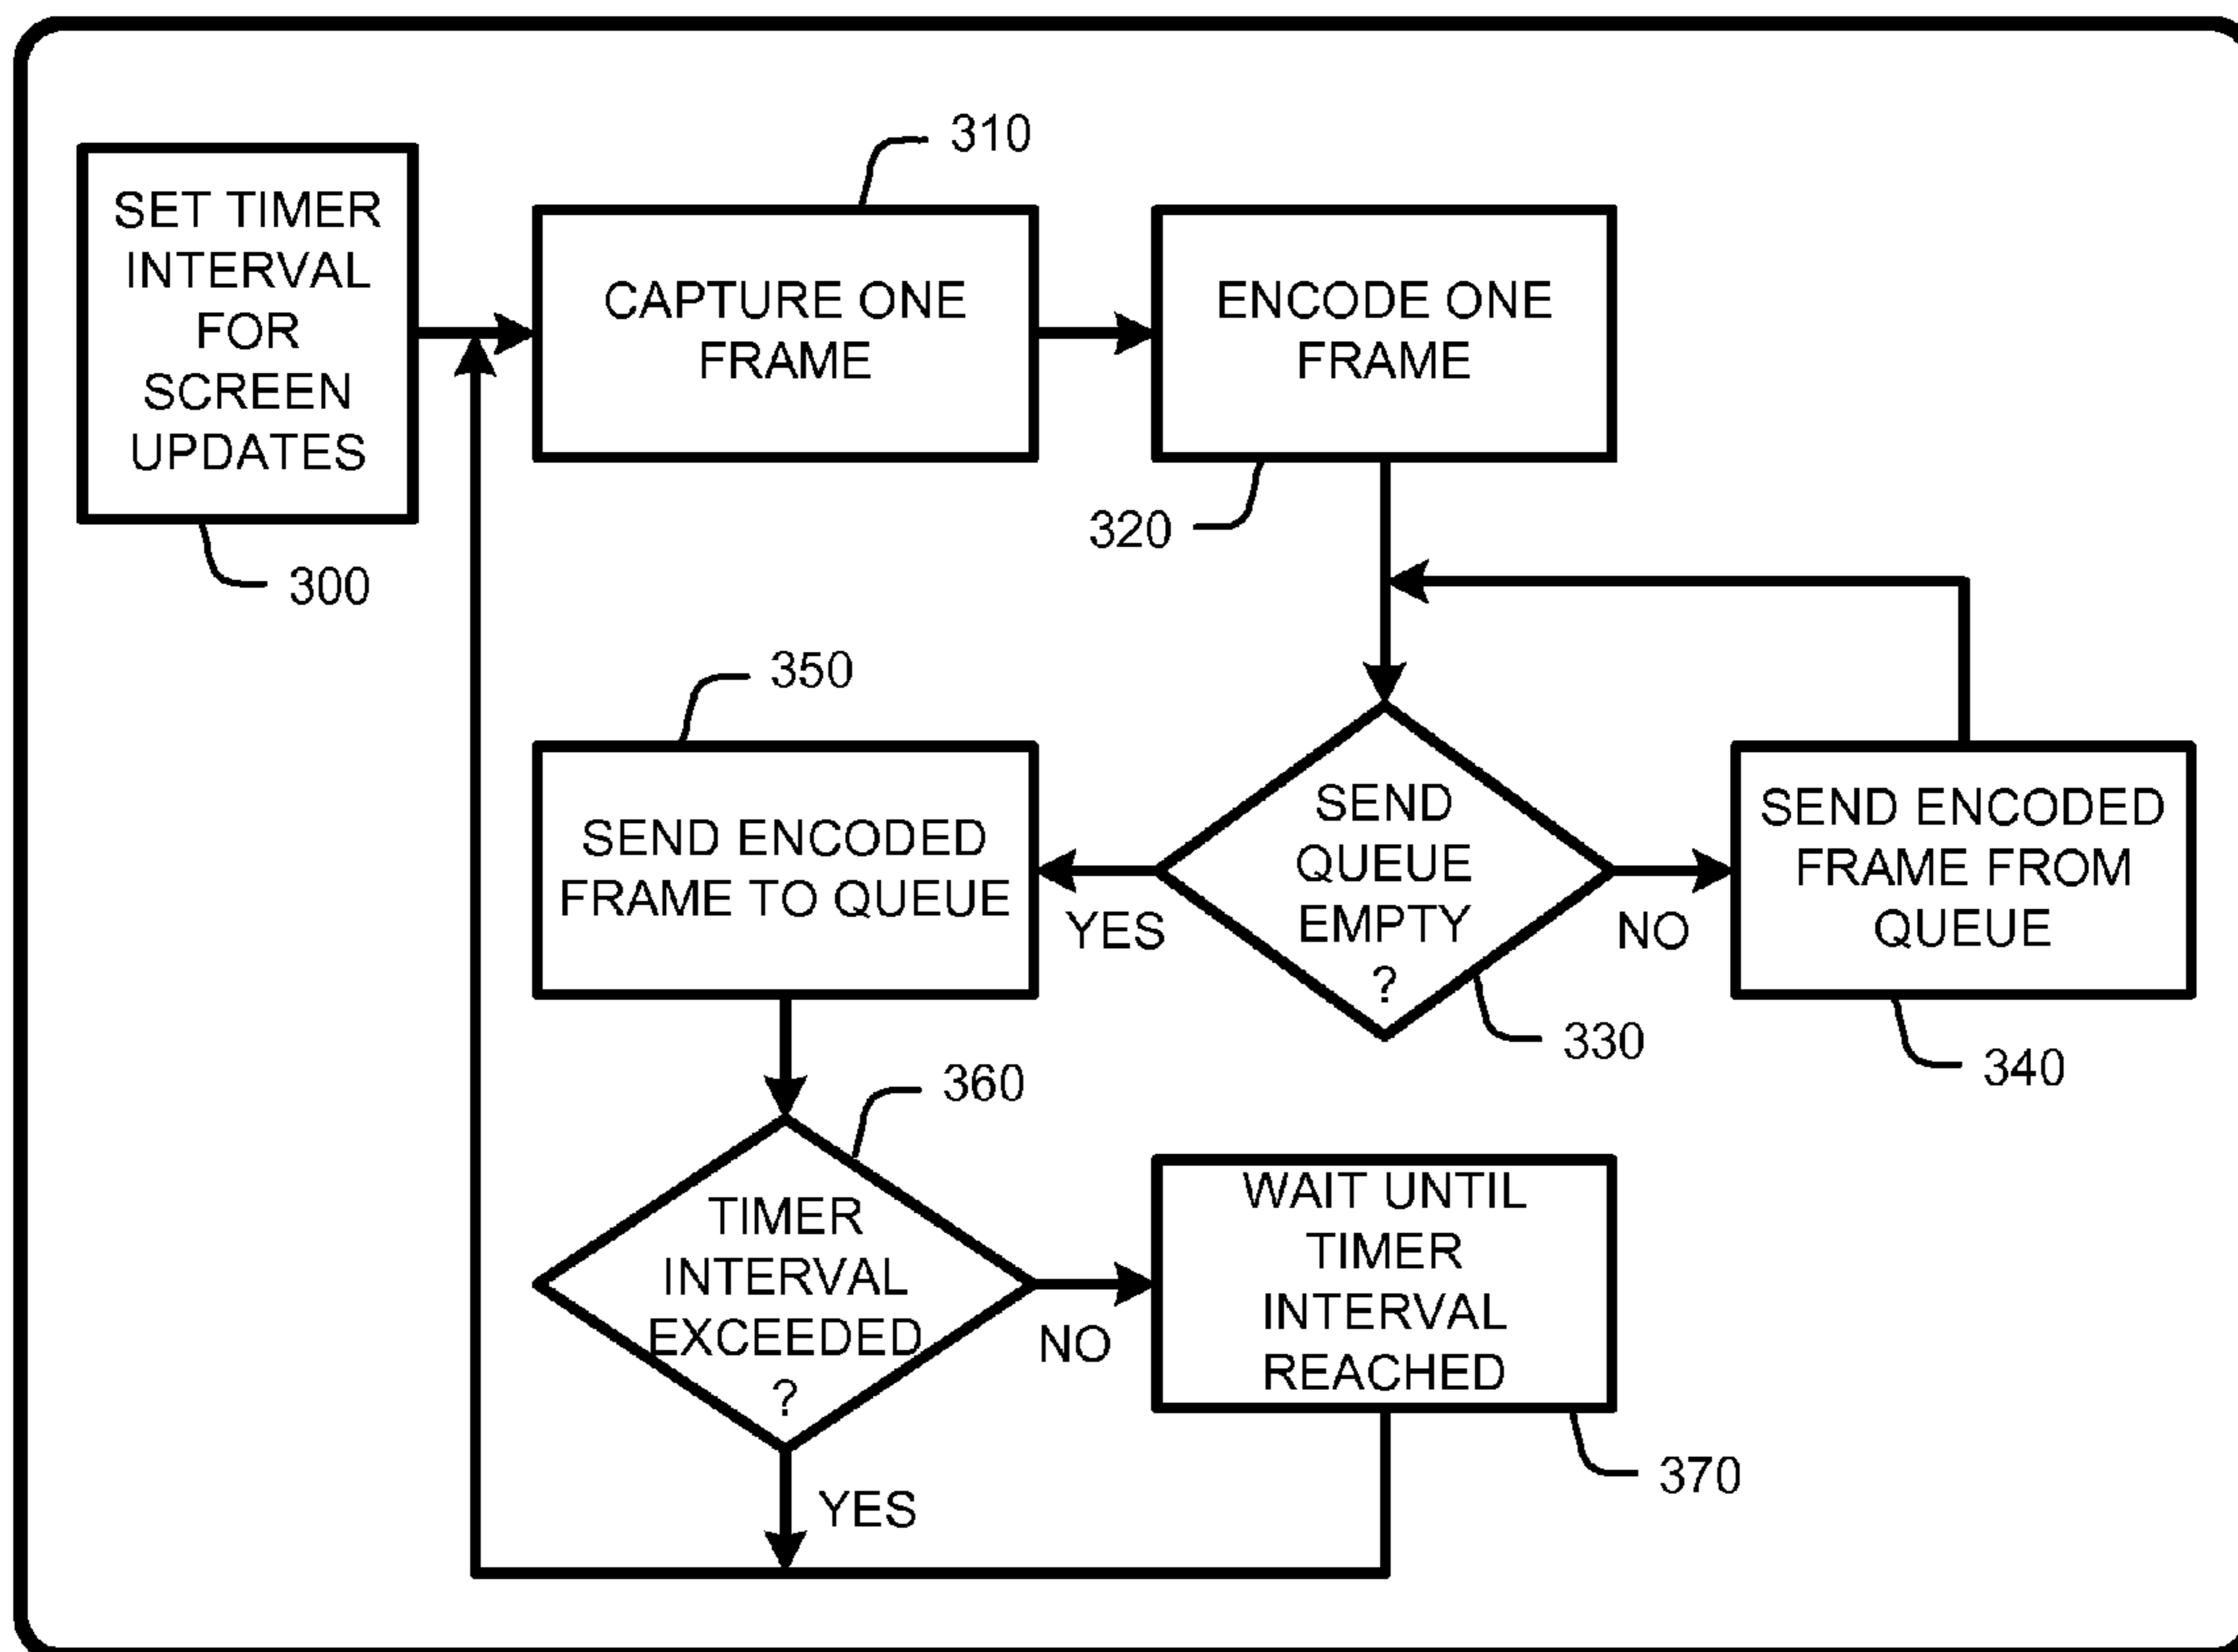 SET TIMER
INTERVAL
FOR
SCREEN
UPDATES
300
310
CAPTURE ONE
FRAME
ENCODE ONE
FRAME
320
SEND
QUEUE
EMPTY
?
330
NO
SEND ENCODED
FRAME FROM
QUEUE
340
YES
350
SEND ENCODED
FRAME TO QUEUE
360
TIMER
INTERVAL
EXCEEDED
?
NO
WAIT UNTIL
TIMER
INTERVAL
REACHED
370
YES